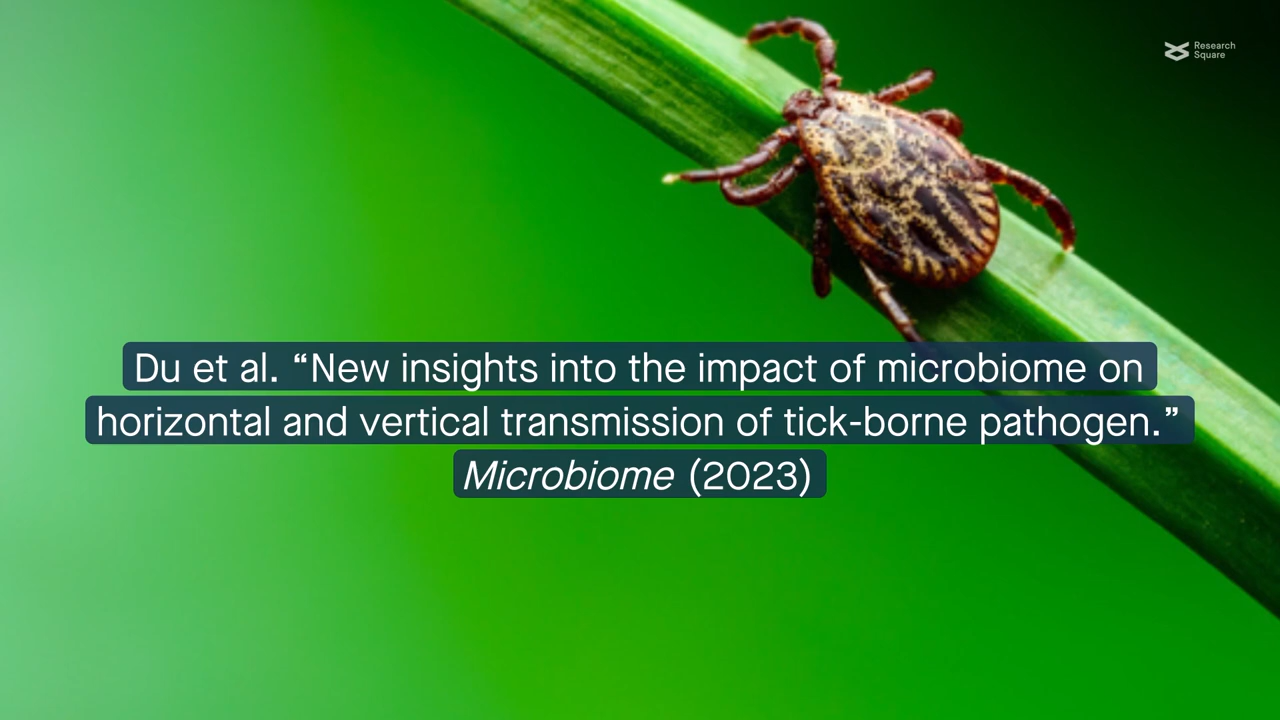 Research
Square
Du et al. “New insights into the impact of microbiome on
horizontal and vertical transmission of tick-borne pathogen.”
Microbiome (2023)